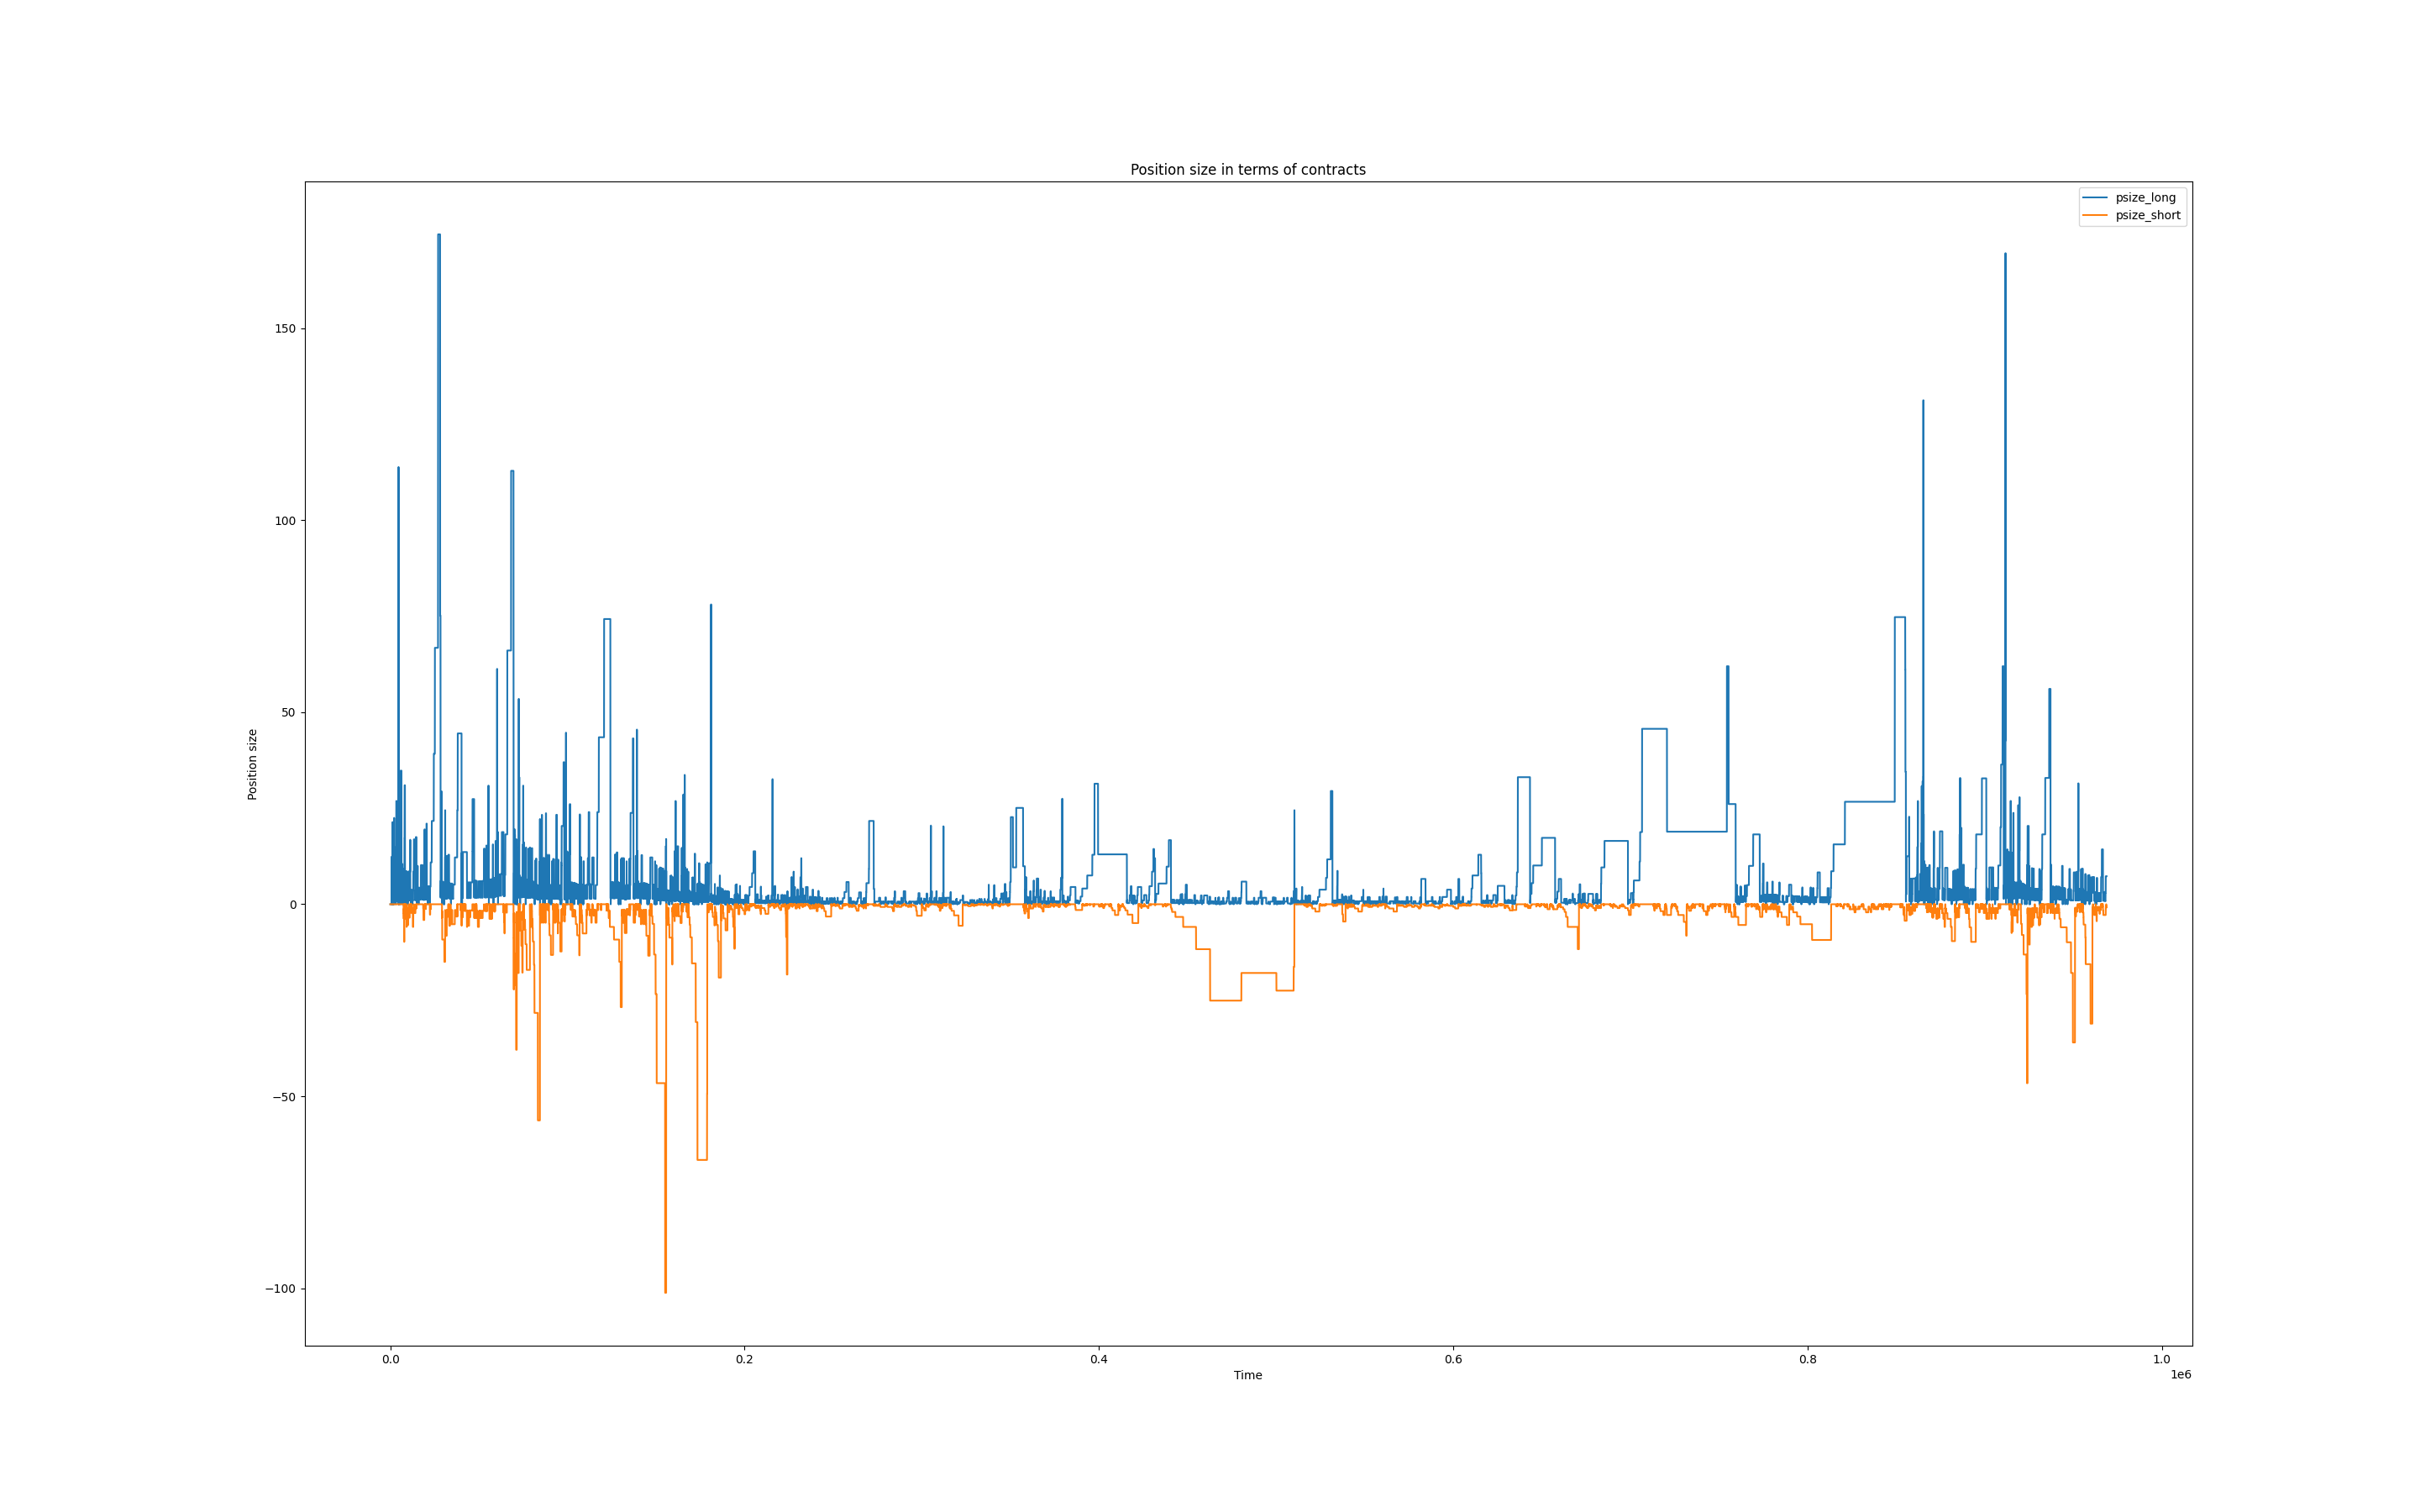 Position size in terms of contracts
psize_long
psize_short
150
100
50
0
−50
−100
Position size
0.0
0.2
0.4
0.6
0.8
1.0
Time
1e6